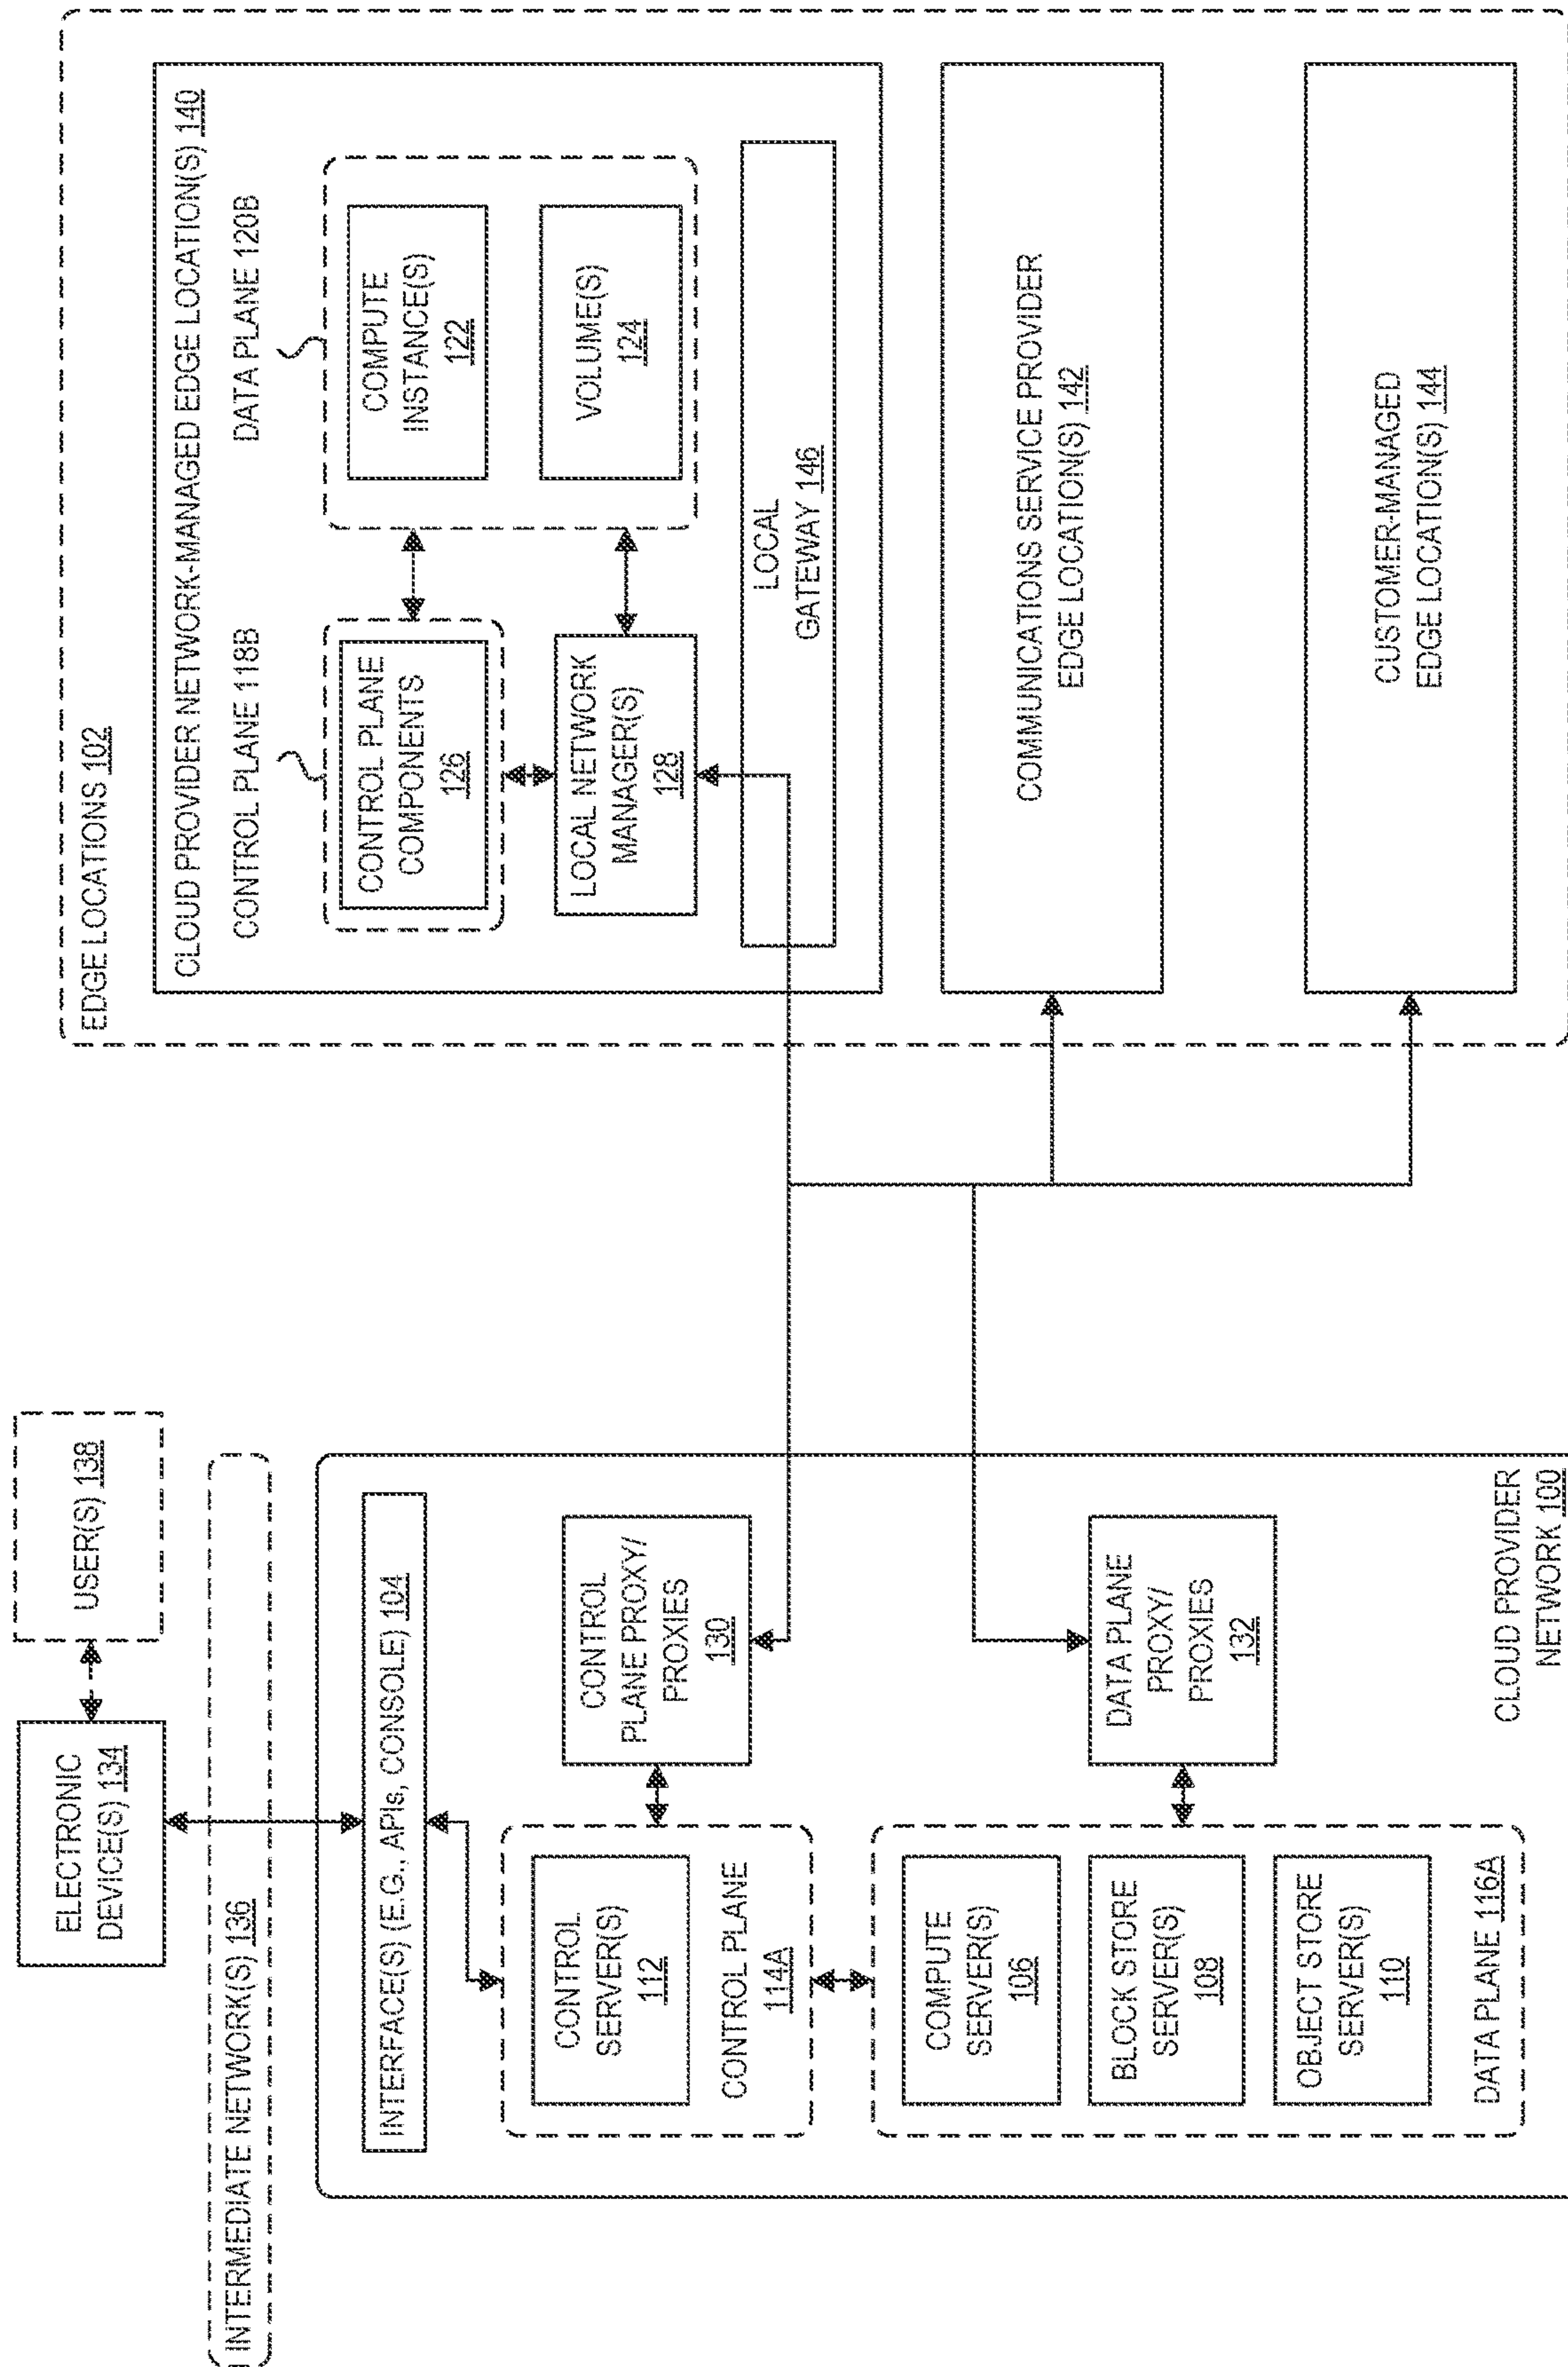 ELECTRONIC
DEVICE(S) 134
USER(S) 138
INTERMEDIATE NETWORK(S) 136
INTERFACE(S) (E.G., APIs, CONSOLE) 104
CONTROL
SERVER(S)
112
CONTROL PLANE
114A
CONTROL
PLANE PROXY/
PROXIES
130
COMPUTE
SERVER(S)
106
BLOCK STORE
SERVER(S)
108
OBJECT STORE
SERVER(S)
110
DATA PLANE 116A
DATA PLANE
PROXY/
PROXIES
132
CLOUD PROVIDER
NETWORK 100
EDGE LOCATIONS 102
CLOUD PROVIDER NETWORK-MANAGED EDGE LOCATION(S) 140
CONTROL PLANE 118B
DATA PLANE 120B
CONTROL PLANE
COMPONENTS
126
COMPUTE
INSTANCE(S)
122
LOCAL NETWORK
MANAGER(S)
128
VOLUME(S)
124
LOCAL
GATEWAY 146
COMMUNICATIONS SERVICE PROVIDER
EDGE LOCATION(S) 142
CUSTOMER-MANAGED
EDGE LOCATION(S) 144